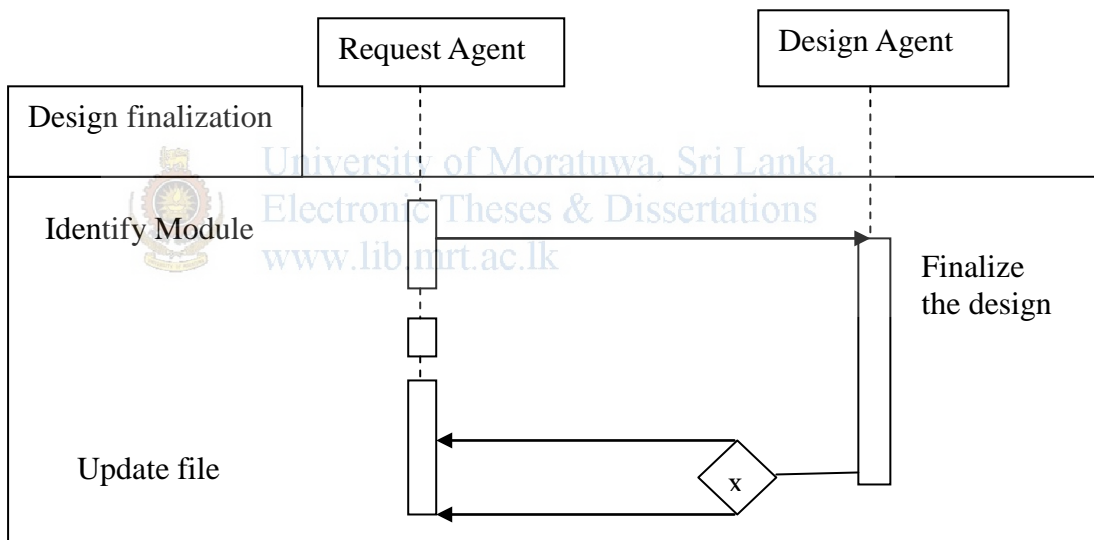 Request Agent
Design Agent
Design finalization
University of Moratuwa, Sri Lanka.
Electronic Theses & Dissertations
www.lib.mrt.ac.lk
Identify Module
Finalize
the design
Update file
x